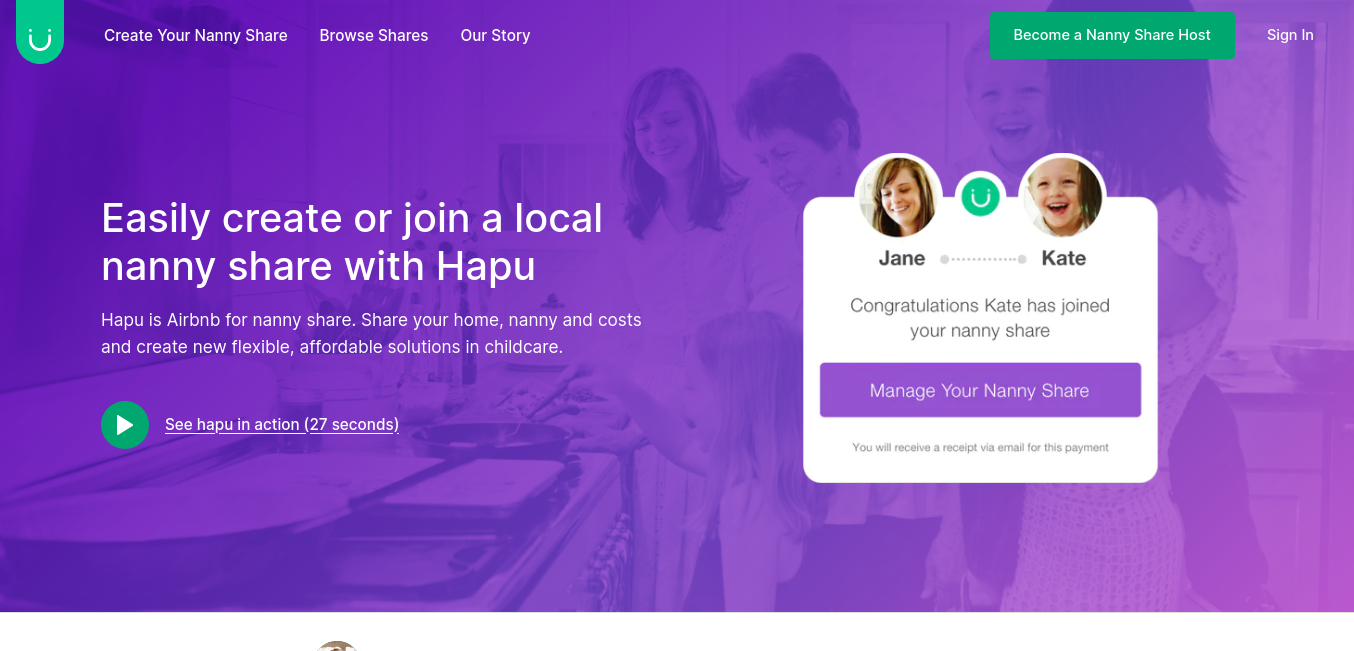 Create Your Nanny Share
Browse Shares
Our Story
Become a Nanny Share Host
Sign In
Easily create or join a local
nanny share with Hapu
Hapu is Airbnb for nanny share. Share your home, nanny and costs
and create new flexible, affordable solutions in childcare.
See hapu in action (27 seconds)
Jane
Kate
Congratulations Kate has joined
your nanny share
Manage Your Nanny Share
You will receive a receipt via email for this payment